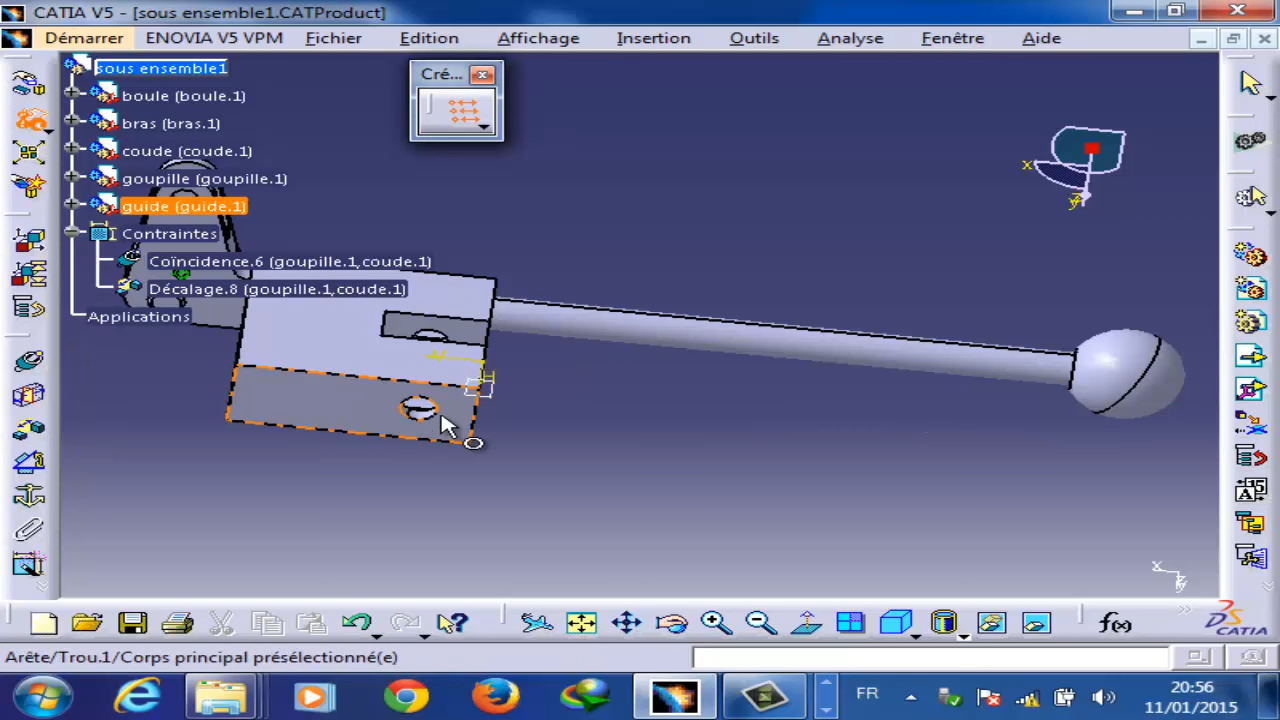 CATIA V5 - [sous ensemble1.CATProduct]
Démarrer ENOVIA V5 VPM Fichier Edition Affichage Insertion Outils Analyse Fenêtre Aide
sous ensemble1
boule (boule.1)
bras (bras.1)
coude (coude.1)
goupille (goupille.1)
guide (guide.1)
Contraintes
Coïncidence.6 (goupille.1,coude.1)
Décalage.8 (goupille.1,coude.1)
Applications
Cré...
x
y
V
H
A 15
x
y
f(x)
CATIA
Arête/Trou.1/Corps principal présélectionné(e)
FR
20:56
11/01/2015